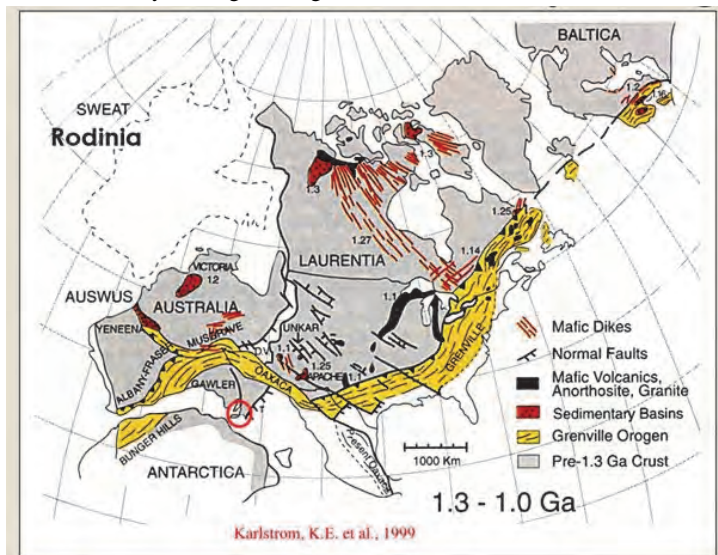 BALTICA
SWEAT
Rodinia
1.2
1.3
1.3
1.25
1.27
1.14
LAURENTIA
VICTORIA
1.2
AUSWUS
AUSTRALIA
YENEENA
MUSGRAVE
UNKAR
1.1
D.V.
1.1
ALBANY-FRASER
OAXACA
1.25
APACHE
1.1
GRENVILLE
GAWLER
BUNGER HILLS
ANTARCTICA
Present Oaxaca
1000 Km
Mafic Dikes
Normal Faults
Mafic Volcanics,
Anorthosite, Granite
Sedimentary Basins
Grenville Orogen
Pre-1.3 Ga Crust
1.3 - 1.0 Ga
Karlstrom, K.E. et al., 1999